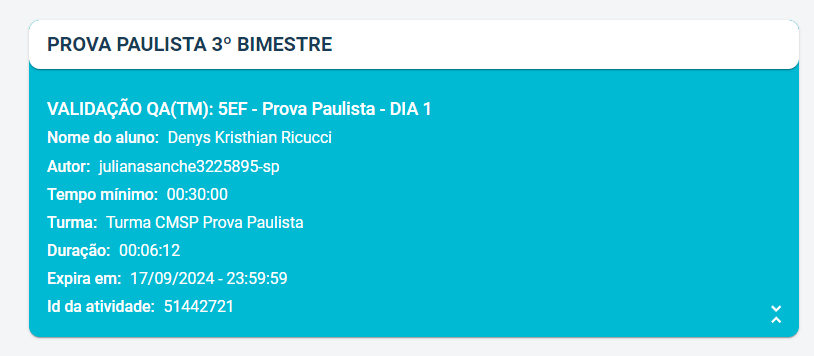 PROVA PAULISTA 3º BIMESTRE
VALIDAÇÃO QA(TM): 5EF - Prova Paulista - DIA 1
Nome do aluno: Denys Kristhian Ricucci
Autor: julianasanche3225895-sp
Tempo mínimo: 00:30:00
Turma: Turma CMSP Prova Paulista
Duração: 00:06:12
Expira em: 17/09/2024 - 23:59:59
Id da atividade: 51442721